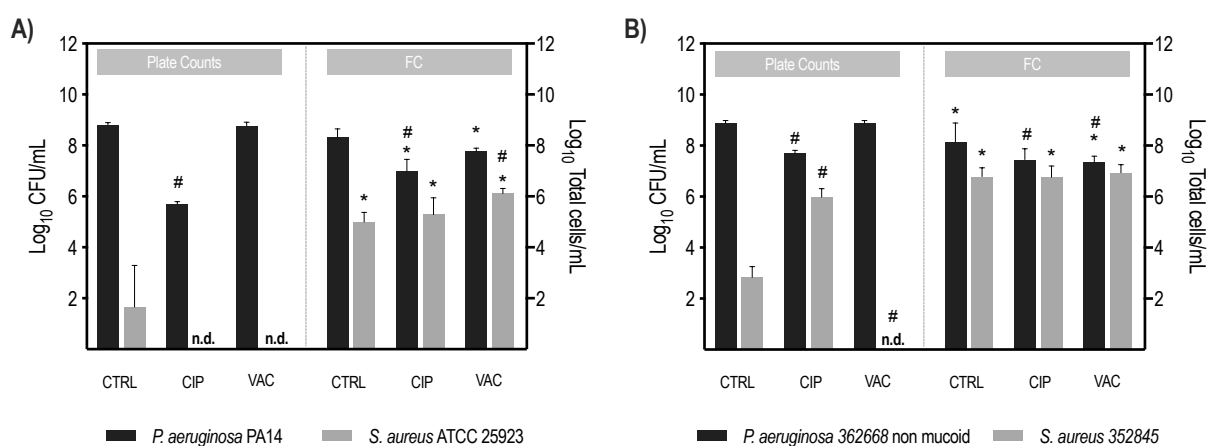 A)
Plate Counts
FC
12
10
8
6
4
2
12
10
8
6
4
2
Log10 CFU/mL
Log10 Total cells/mL
#
n.d.
n.d.
*
#
*
*
*
#
*
CTRL
CIP
VAC
CTRL
CIP
VAC
P. aeruginosa PA14
S. aureus ATCC 25923
B)
Plate Counts
FC
12
10
8
6
4
2
12
10
8
6
4
2
Log10 CFU/mL
Log10 Total cells/mL
#
#
#
n.d.
*
*
#
*
#
*
*
CTRL
CIP
VAC
CTRL
CIP
VAC
P. aeruginosa 362668 non mucoid
S. aureus 352845